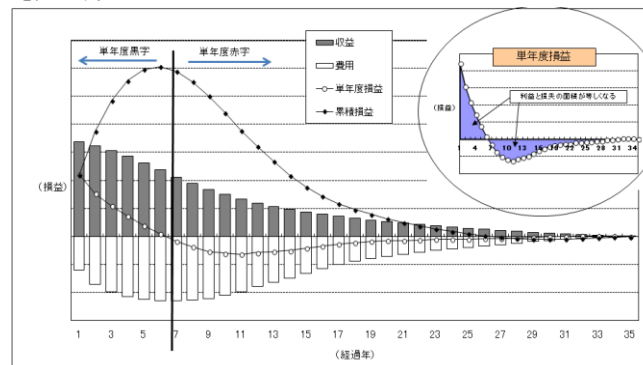 単年度黒字
単年度赤字
収益
費用
単年度損益
累積損益
単年度損益
利益と損失の面積が等しくなる
(損益)
1 4 7 10 13 16 19 22 25 28 31 34
(損益)
1 3 5 7 9 11 13 15 17 19 21 23 25 27 29 31 33 35
(経過年)